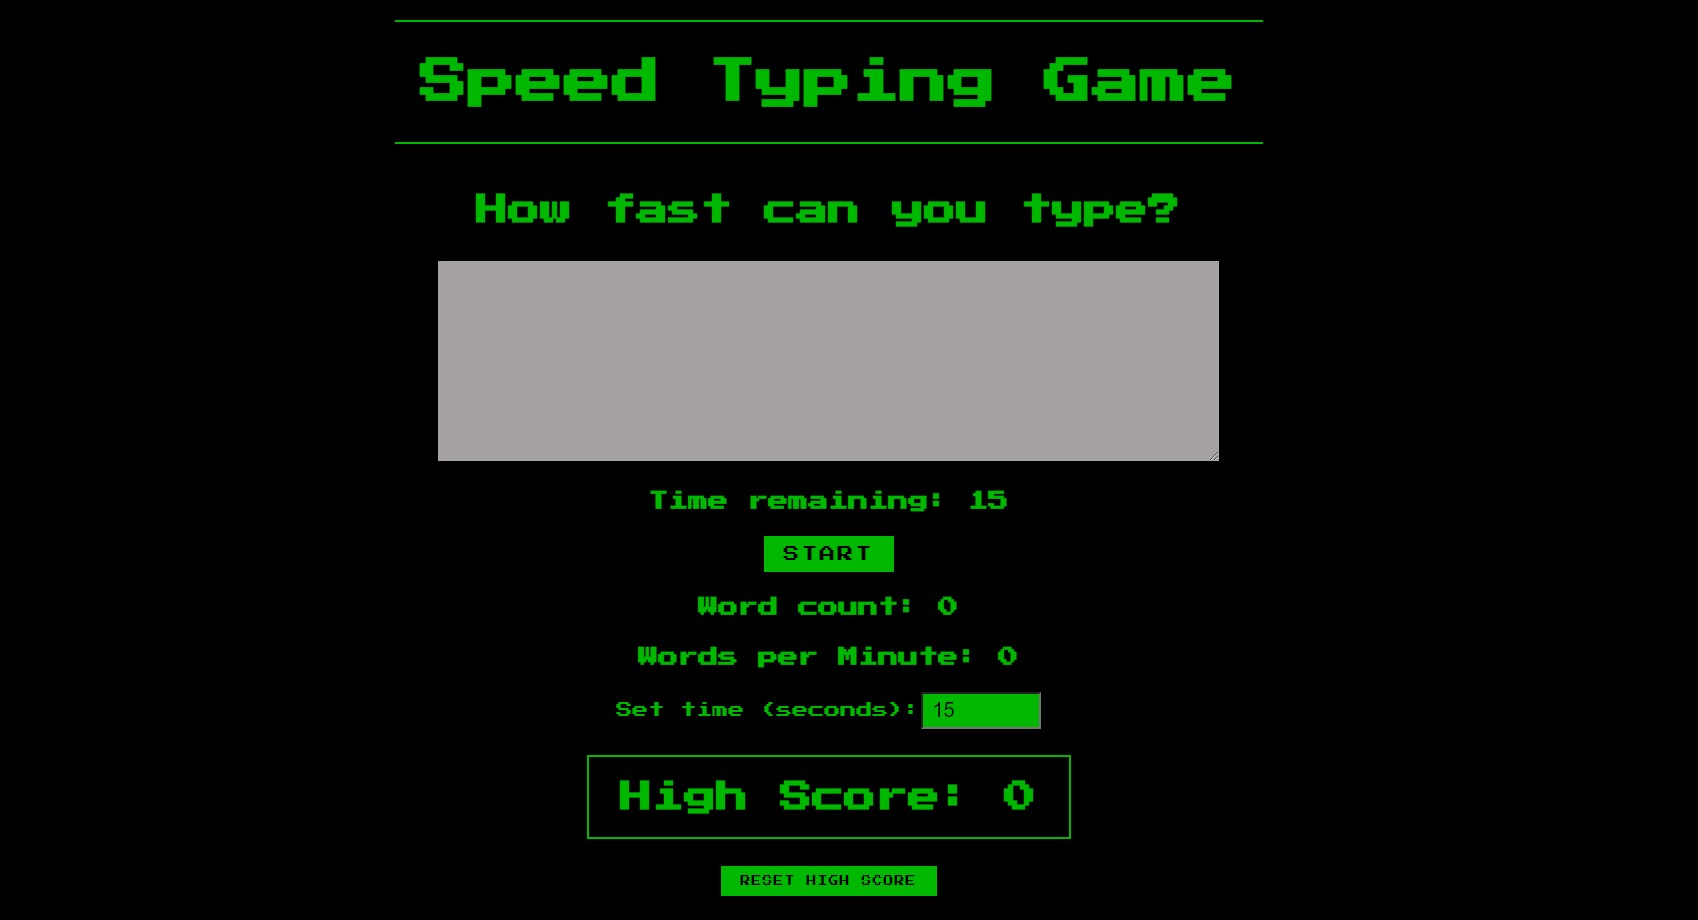 Speed Typing Game
How fast can you type?
Time remaining: 15
START
Word count: 0
Words per Minute: 0
Set time (seconds): 15
High Score: 0
RESET HIGH SCORE